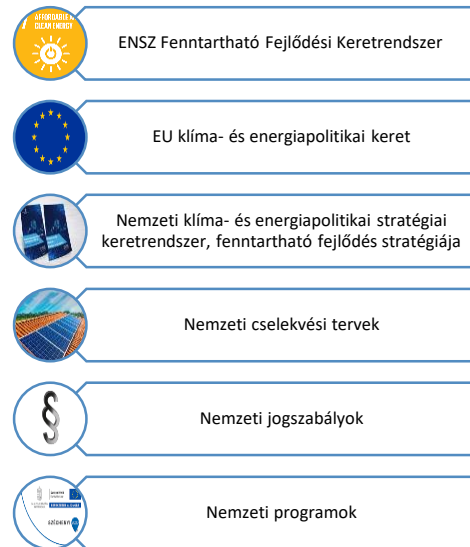 AFFORDABLE
CLEAN ENERGY
ENSZ Fenntartható Fejlődési Keretrendszer
EU klíma- és energiapolitikai keret
Nemzeti klíma- és energiapolitikai stratégiai
keretrendszer, fenntartható fejlődés stratégiája
Nemzeti cselekvési tervek
§
Nemzeti jogszabályok
SZÉCHENYI
Nemzeti programok